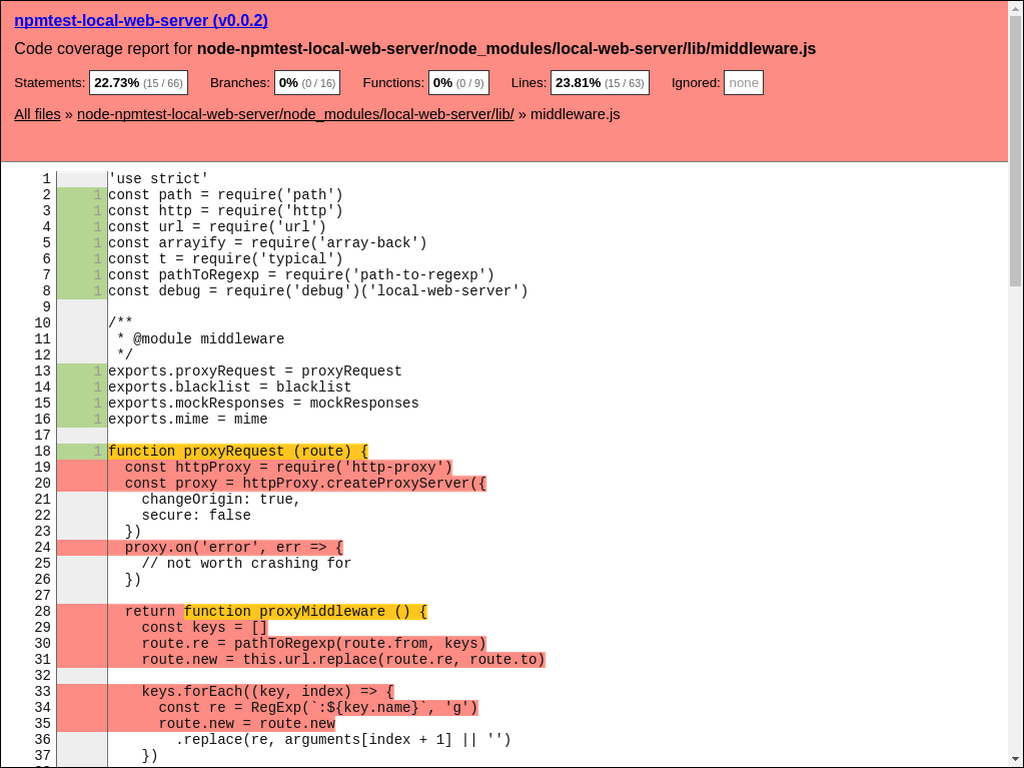 npmtest-local-web-server (v0.0.2)
Code coverage report for node-npmtest-local-web-server/node_modules/local-web-server/lib/middleware.js
Statements: 22.73% (15 / 66) Branches: 0% (0 / 16) Functions: 0% (0 / 9) Lines: 23.81% (15 / 63) Ignored: none
All files » node-npmtest-local-web-server/node_modules/local-web-server/lib/ » middleware.js
1 'use strict'
2 1 const path = require('path')
3 1 const http = require('http')
4 1 const url = require('url')
5 1 const arrayify = require('array-back')
6 1 const t = require('typical')
7 1 const pathToRegexp = require('path-to-regexp')
8 1 const debug = require('debug')('local-web-server')
9
10 /**
11 * @module middleware
12 */
13 1 exports.proxyRequest = proxyRequest
14 1 exports.blacklist = blacklist
15 1 exports.mockResponses = mockResponses
16 1 exports.mime = mime
17
18 1 function proxyRequest (route) {
19 const httpProxy = require('http-proxy')
20 const proxy = httpProxy.createProxyServer({
21 changeOrigin: true,
22 secure: false
23 })
24 proxy.on('error', err => {
25 // not worth crashing for
26 })
27
28 return function proxyMiddleware () {
29 const keys = []
30 route.re = pathToRegexp(route.from, keys)
31 route.new = this.url.replace(route.re, route.to)
32
33 keys.forEach((key, index) => {
34 const re = RegExp(`:${key.name}`, 'g')
35 route.new = route.new
36 .replace(re, arguments[index + 1] || '')
37 })